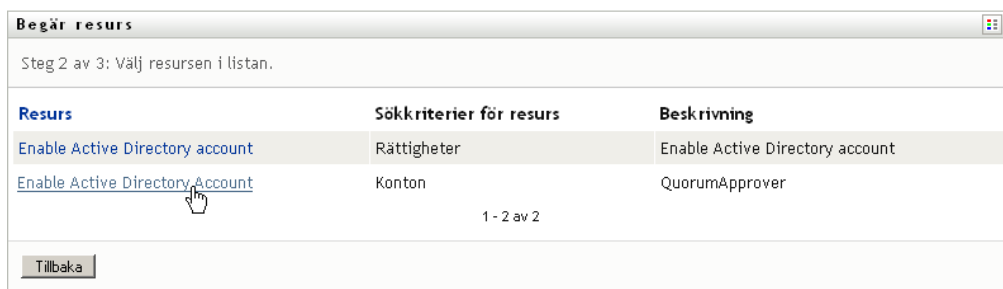 Begär resurs
Steg 2 av 3: Välj resursen i listan.
Resurs Sökkriterier för resurs Beskrivning
Enable Active Directory account Rättigheter Enable Active Directory account
Enable Active Directory Account Konton QuorumApprover
1 - 2 av 2
Tillbaka